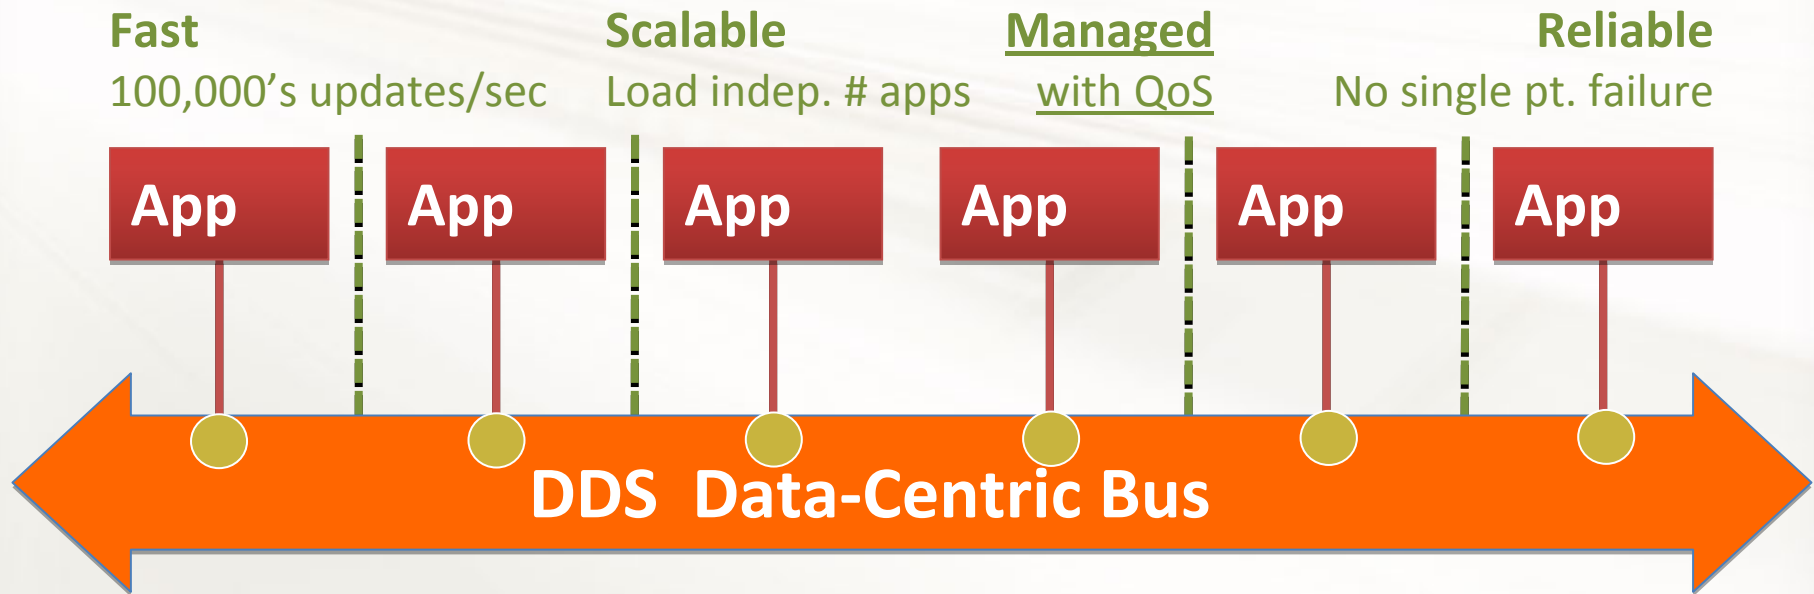 Fast
Scalable
Managed
Reliable
100,000’s updates/sec
Load indep. # apps
with QoS
No single pt. failure
App
App
App
App
App
App
DDS  Data-Centric Bus